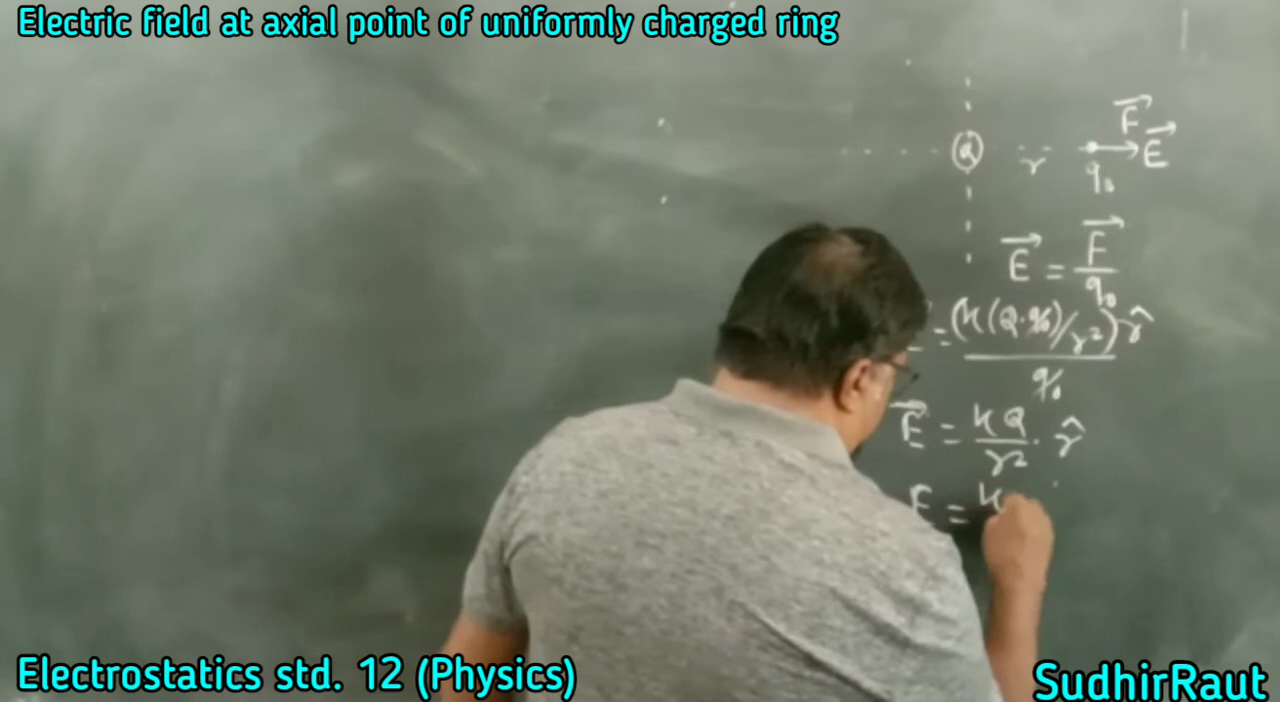 Electric field at axial point of uniformly charged ring
F⃗
Q r E⃗
q₀
E⃗ = F⃗ / q₀
= (K(Q·q₀)/r²) r̂ / q₀
E⃗ = KQ / r² · r̂
E = K
Electrostatics std. 12 (Physics)
SudhirRaut